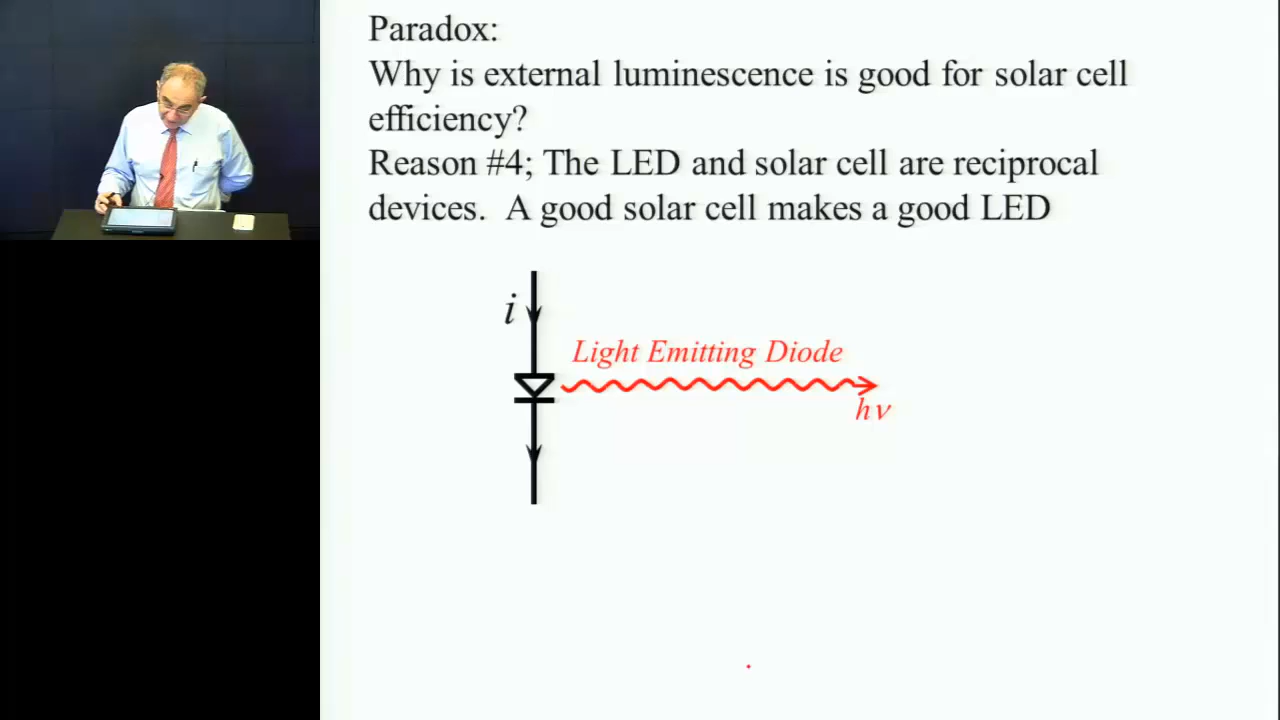 Paradox:
Why is external luminescence is good for solar cell
efficiency?
Reason #4; The LED and solar cell are reciprocal
devices. A good solar cell makes a good LED
i
Light Emitting Diode
hν